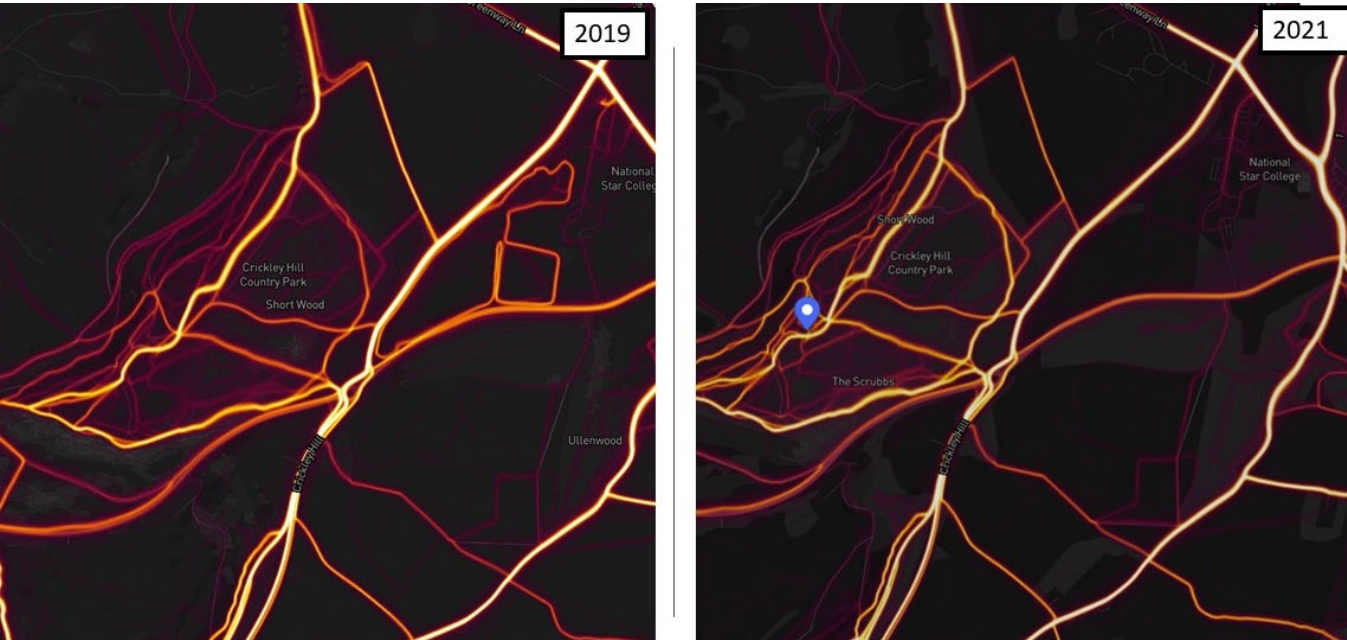 2019
National
Star Colleg
Crickley Hill
Country Park
Short Wood
Ullenwood
Crickley Hill
2021
National
Star College
Short Wood
Crickley Hill
Country Park
The Scrubbs
Crickley Hill